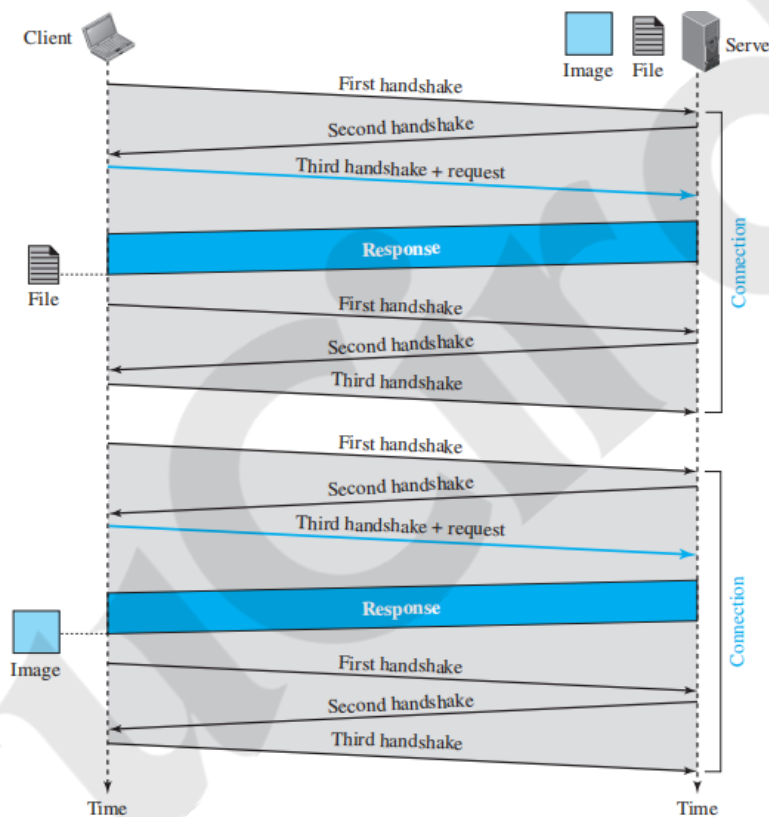 Client
Image
File
Serve
First handshake
Second handshake
Third handshake + request
Response
File
First handshake
Second handshake
Third handshake
Connection
First handshake
Second handshake
Third handshake + request
Response
Image
First handshake
Second handshake
Third handshake
Connection
Time
Time